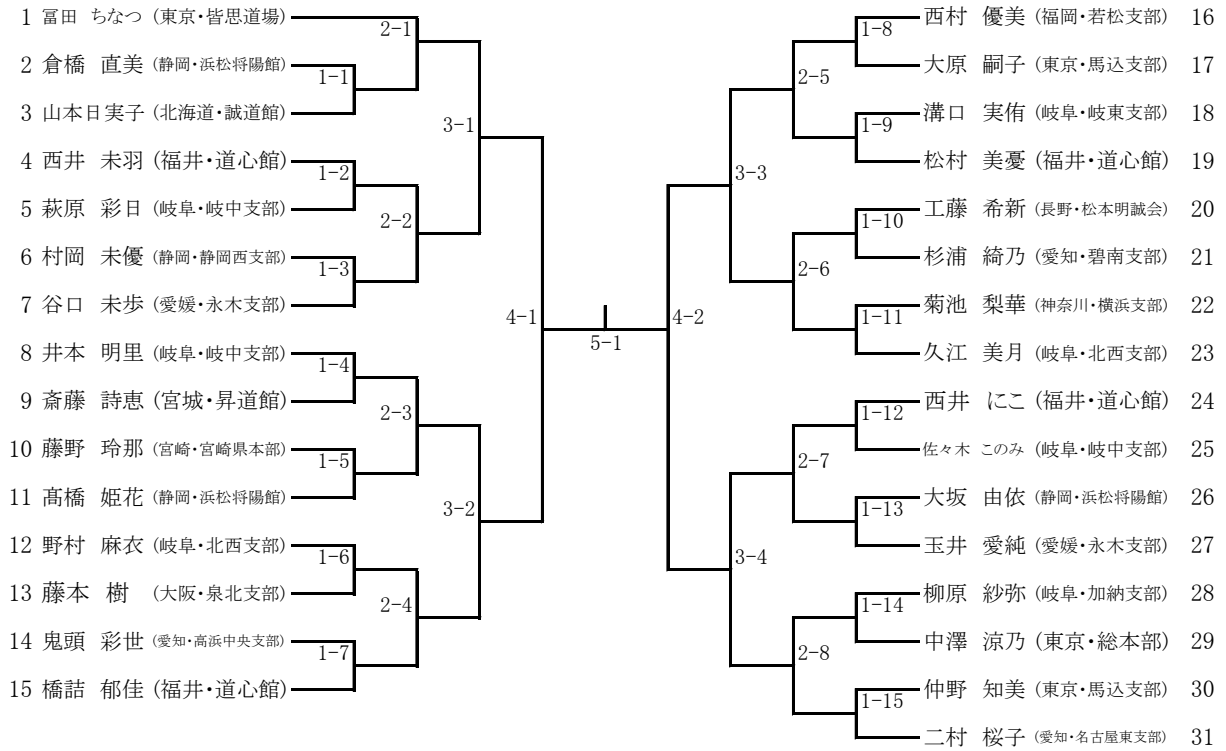 1 冨田 ちなつ (東京・皆思道場)
2 倉橋 直美 (静岡・浜松将陽館)
3 山本日実子 (北海道・誠道館)
4 西井 未羽 (福井・道心館)
5 萩原 彩日 (岐阜・岐中支部)
6 村岡 未優 (静岡・静岡西支部)
7 谷口 未歩 (愛媛・永木支部)
8 井本 明里 (岐阜・岐中支部)
9 斎藤 詩恵 (宮城・昇道館)
10 藤野 玲那 (宮崎・宮崎県本部)
11 髙橋 姫花 (静岡・浜松将陽館)
12 野村 麻衣 (岐阜・北西支部)
13 藤本 樹 (大阪・泉北支部)
14 鬼頭 彩世 (愛知・高浜中央支部)
15 橋詰 郁佳 (福井・道心館)
1-1
1-2
1-3
1-4
1-5
1-6
1-7
2-1
2-2
2-3
2-4
3-1
3-2
4-1
5-1
4-2
3-3
3-4
2-5
2-6
2-7
2-8
1-8
1-9
1-10
1-11
1-12
1-13
1-14
1-15
西村 優美 (福岡・若松支部) 16
大原 嗣子 (東京・馬込支部) 17
溝口 実侑 (岐阜・岐東支部) 18
松村 美憂 (福井・道心館) 19
工藤 希新 (長野・松本明誠会) 20
杉浦 綺乃 (愛知・碧南支部) 21
菊池 梨華 (神奈川・横浜支部) 22
久江 美月 (岐阜・北西支部) 23
西井 にこ (福井・道心館) 24
佐々木 このみ (岐阜・岐中支部) 25
大坂 由依 (静岡・浜松将陽館) 26
玉井 愛純 (愛媛・永木支部) 27
柳原 紗弥 (岐阜・加納支部) 28
中澤 涼乃 (東京・総本部) 29
仲野 知美 (東京・馬込支部) 30
二村 桜子 (愛知・名古屋東支部) 31